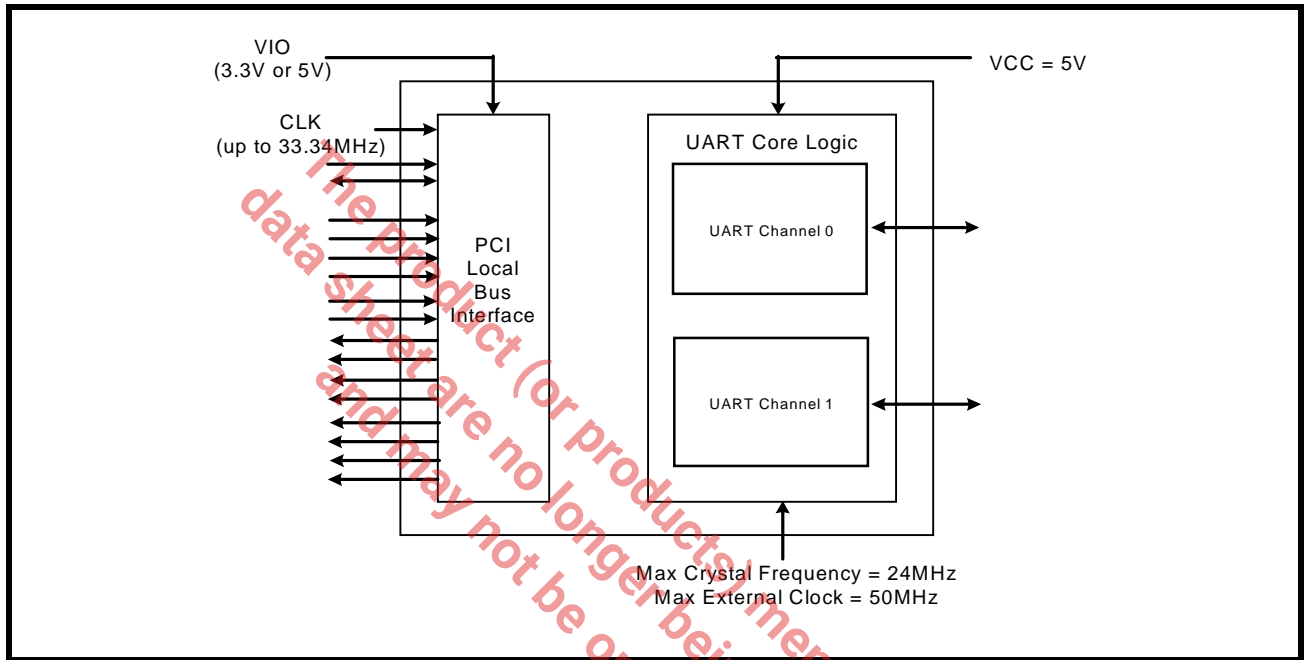 VIO
(3.3V or 5V)
VCC = 5V
CLK
(up to 33.34MHz)
UART Core Logic
UART Channel 0
PCI
Local
Bus
Interface
UART Channel 1
Max Crystal Frequency = 24MHz
Max External Clock = 50MHz
The product (or products) men
data sheet are no longer bei
and may not be o